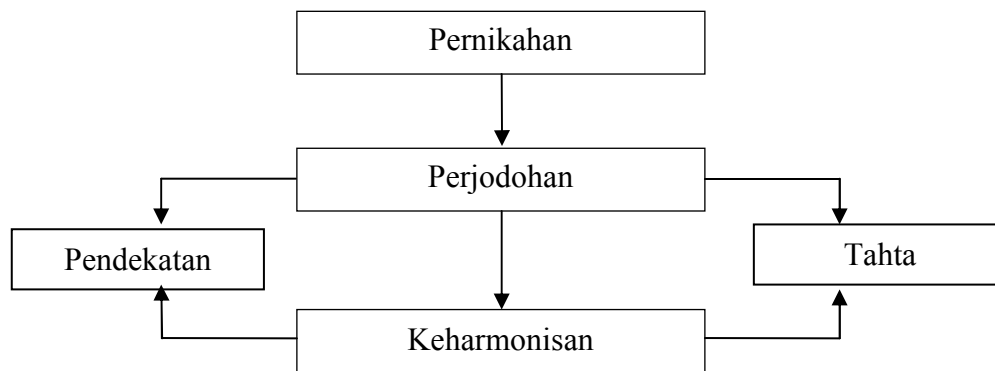 Pernikahan
Perjodohan
Pendekatan
Tahta
Keharmonisan